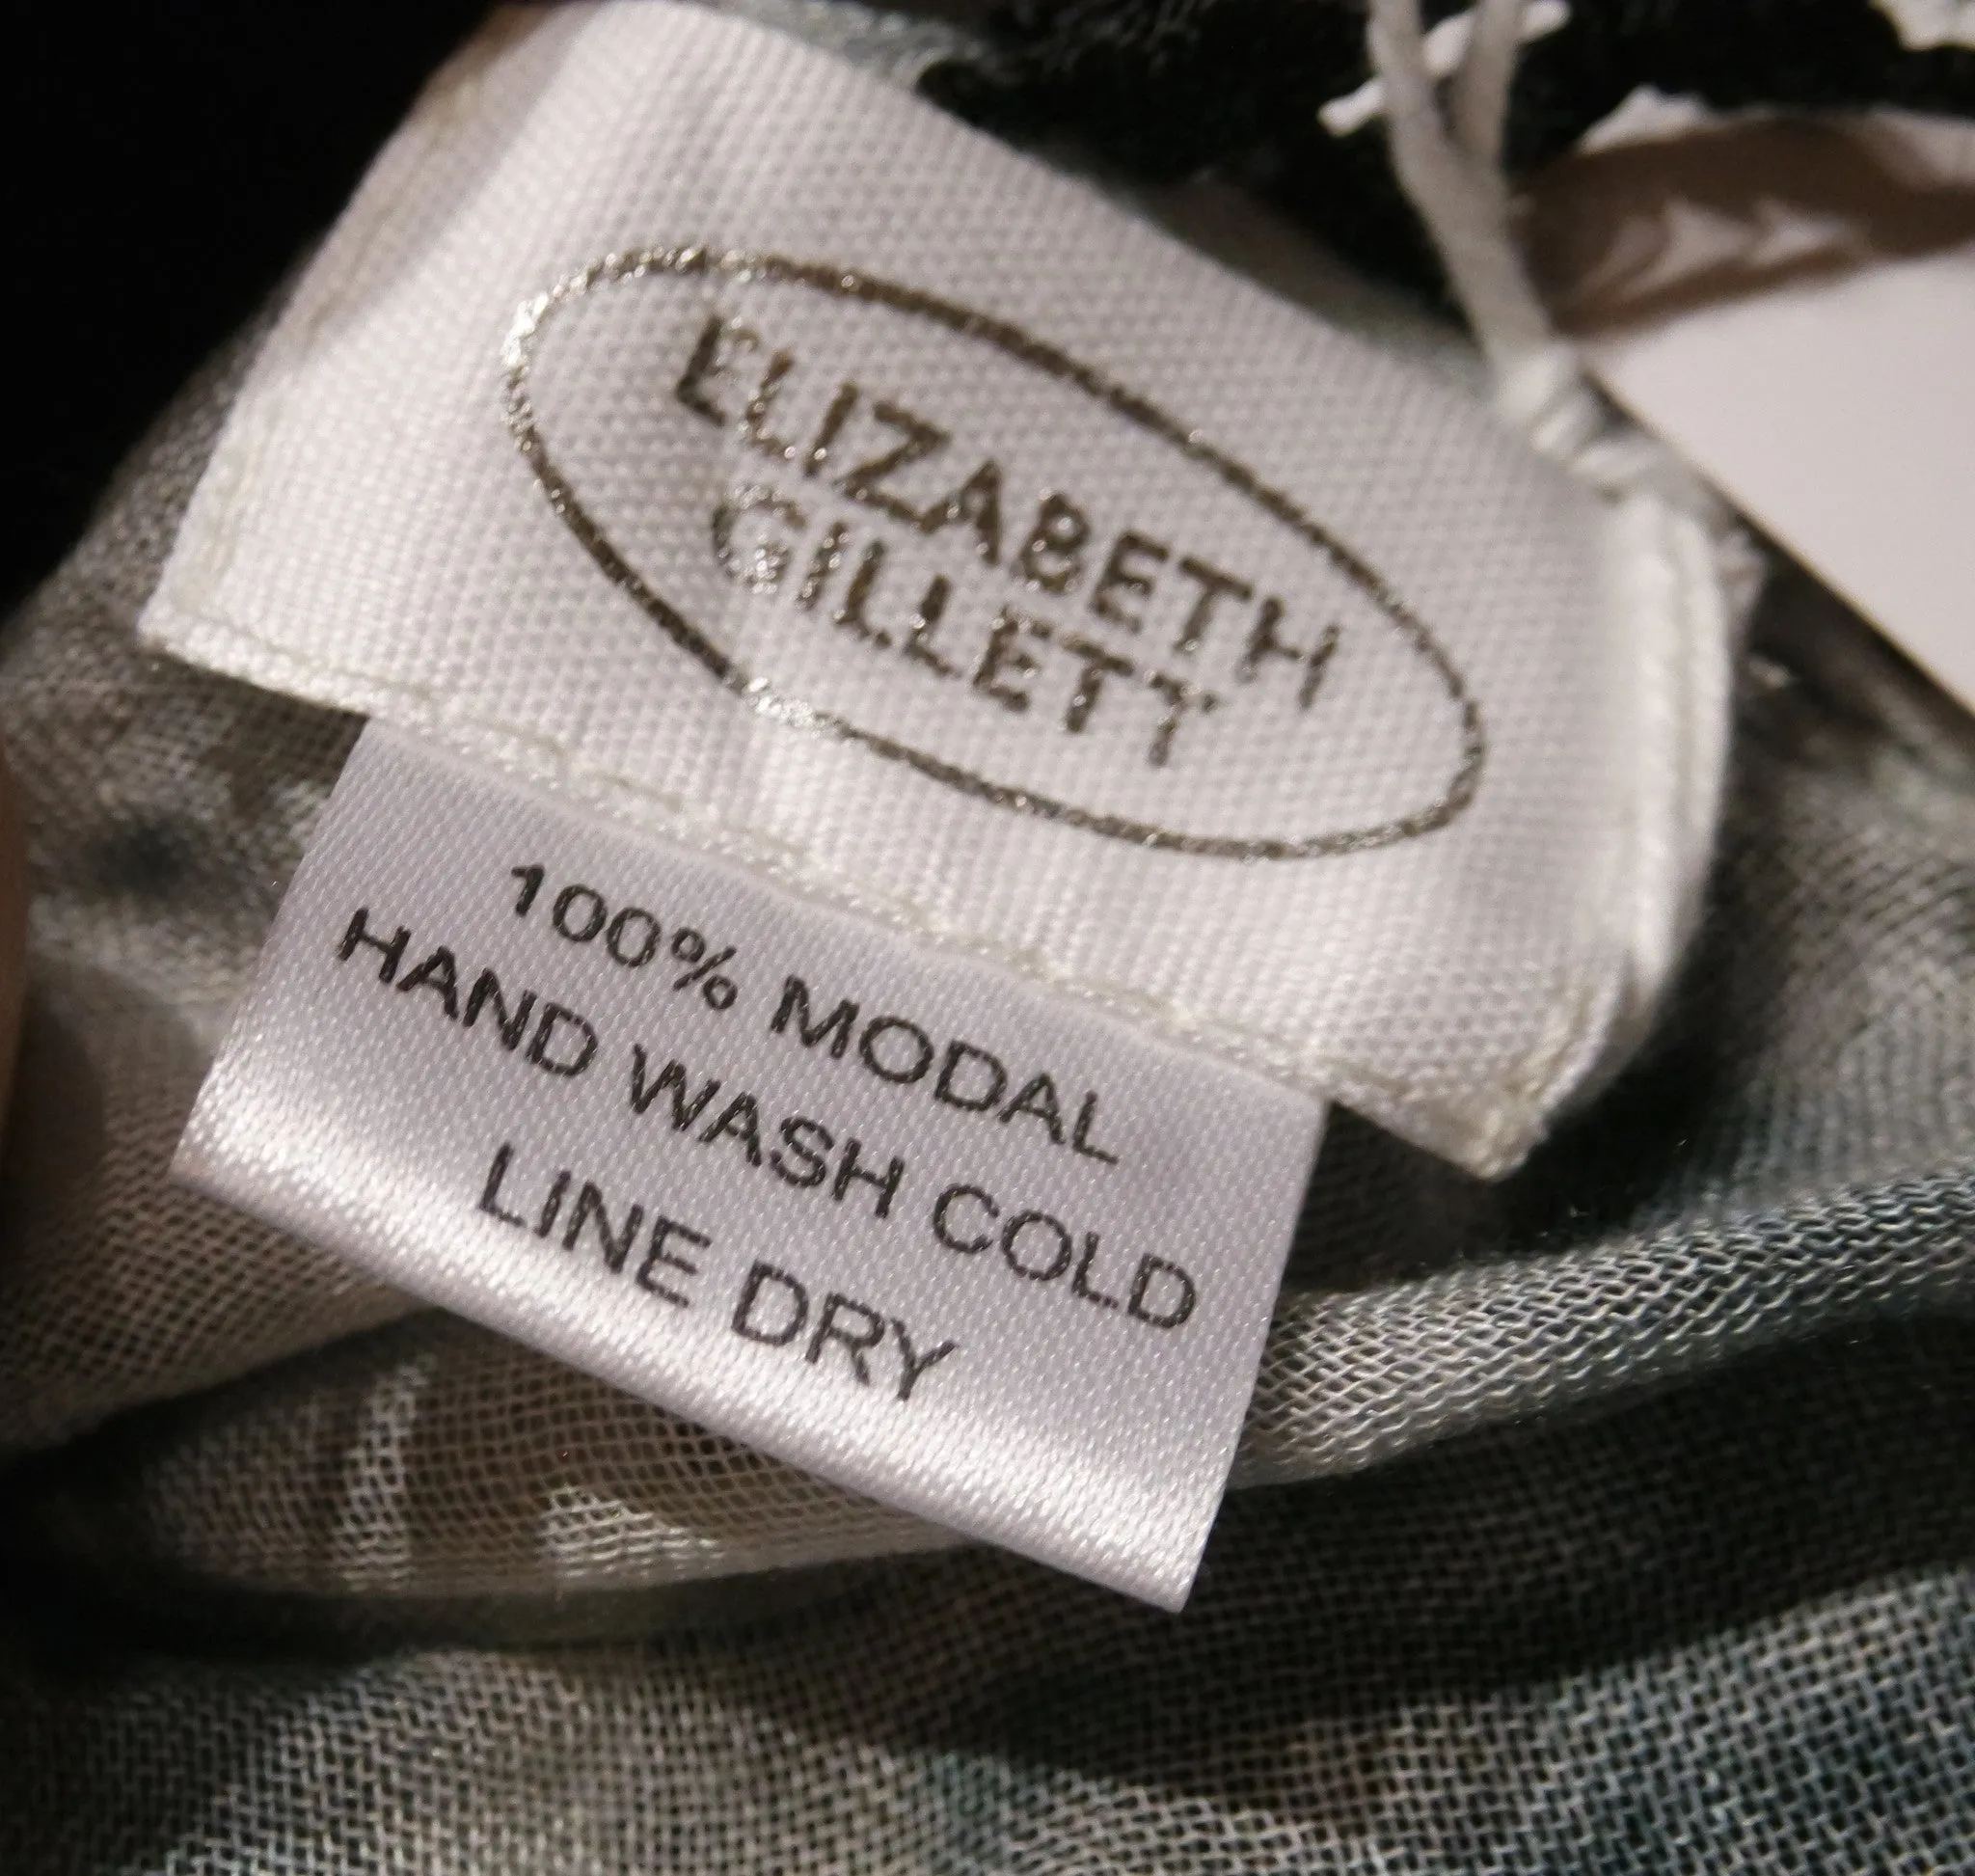 ELIZABETH
GILLETT
100% MODAL
HAND WASH COLD
LINE DRY